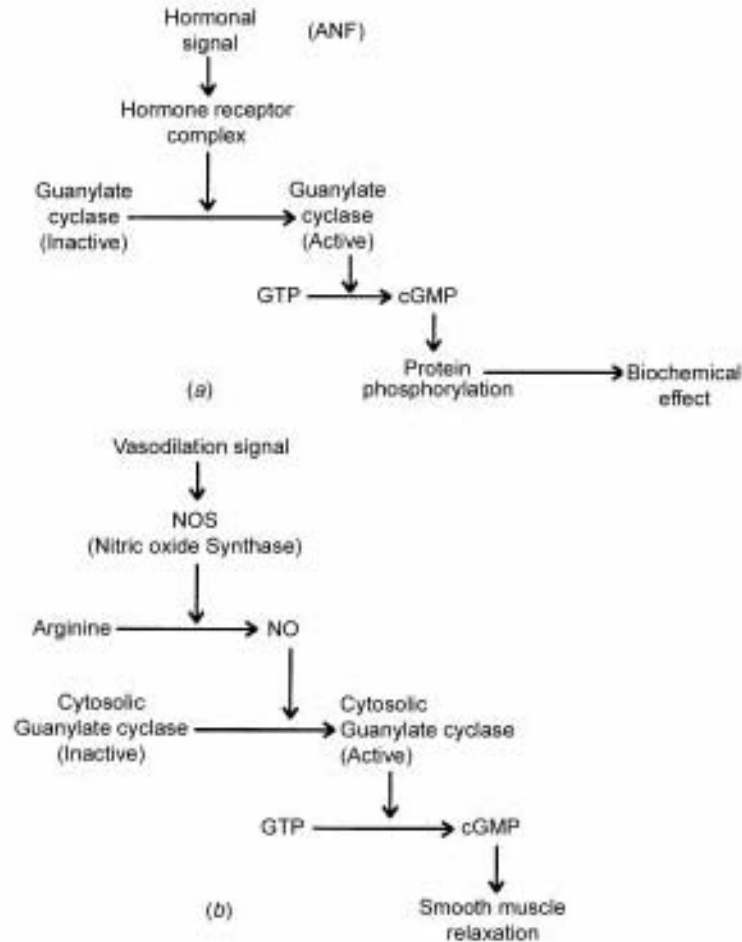 Hormonal
signal
(ANF)
Hormone receptor
complex
Guanylate
cyclase
(Inactive)
Guanylate
cyclase
(Active)
GTP
cGMP
Protein
phosphorylation
Biochemical
effect
(a)
Vasodilation signal
NOS
(Nitric oxide Synthase)
Arginine
NO
Cytosolic
Guanylate cyclase
(Inactive)
Cytosolic
Guanylate cyclase
(Active)
GTP
cGMP
(b)
Smooth muscle
relaxation